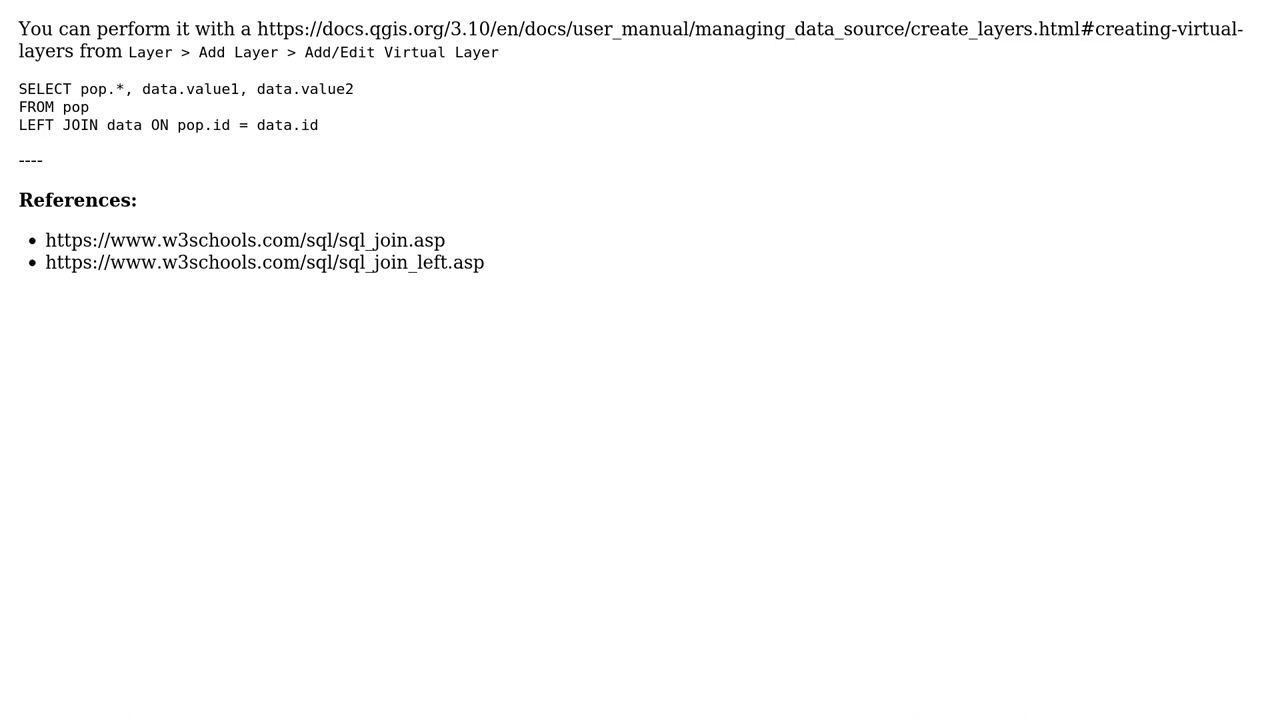 You can perform it with a https://docs.qgis.org/3.10/en/docs/user_manual/managing_data_source/create_layers.html#creating-virtual-
layers from Layer > Add Layer > Add/Edit Virtual Layer
SELECT pop.*, data.value1, data.value2
FROM pop
LEFT JOIN data ON pop.id = data.id
----
References:
• https://www.w3schools.com/sql/sql_join.asp
• https://www.w3schools.com/sql/sql_join_left.asp